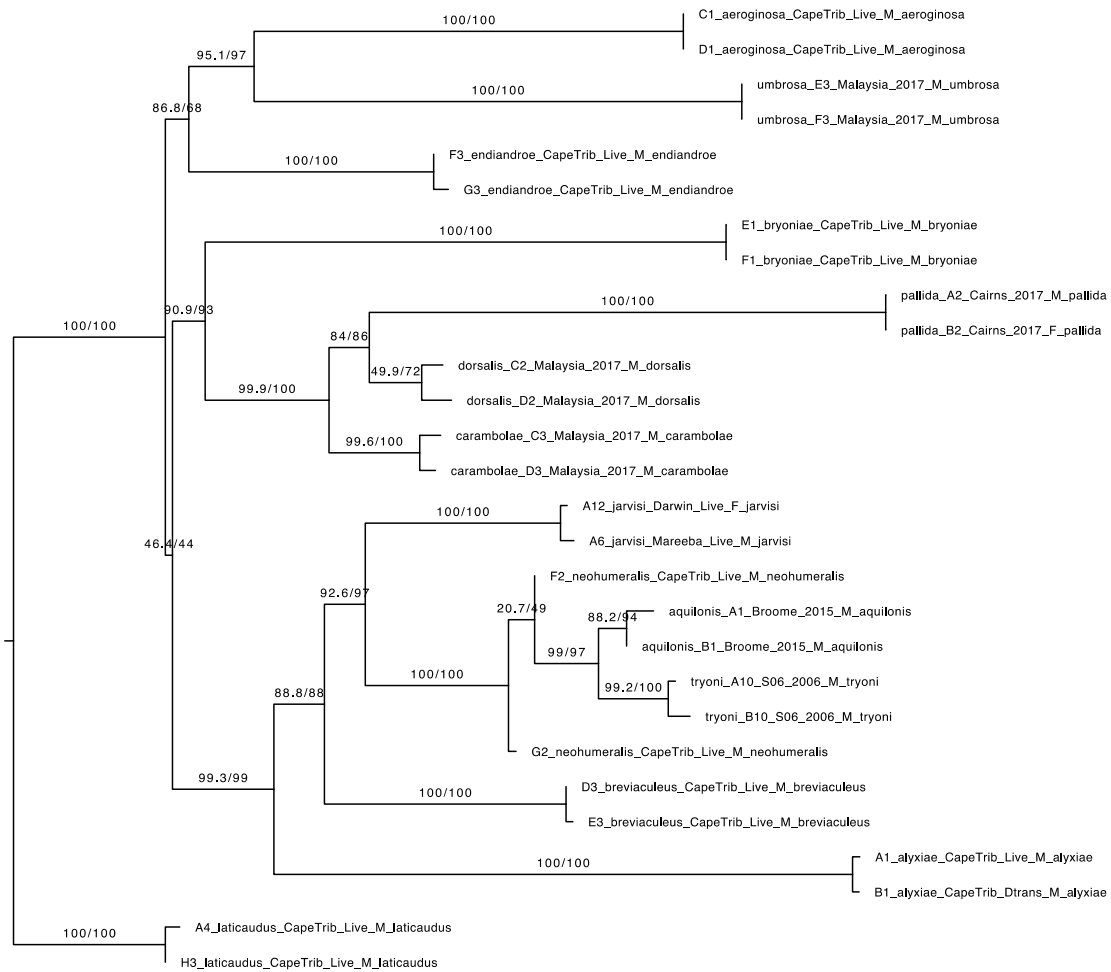 100/100
C1_aeroginosa_CapeTrib_Live_M_aeroginosa
D1_aeroginosa_CapeTrib_Live_M_aeroginosa
95.1/97
100/100
umbrosa_E3_Malaysia_2017_M_umbrosa
umbrosa_F3_Malaysia_2017_M_umbrosa
86.8/68
100/100
F3_endiandroe_CapeTrib_Live_M_endiandroe
G3_endiandroe_CapeTrib_Live_M_endiandroe
100/100
E1_bryoniae_CapeTrib_Live_M_bryoniae
F1_bryoniae_CapeTrib_Live_M_bryoniae
90.9/93
100/100
pallida_A2_Cairns_2017_M_pallida
pallida_B2_Cairns_2017_F_pallida
100/100
84/86
49.9/72
dorsalis_C2_Malaysia_2017_M_dorsalis
dorsalis_D2_Malaysia_2017_M_dorsalis
99.9/100
99.6/100
carambolae_C3_Malaysia_2017_M_carambolae
carambolae_D3_Malaysia_2017_M_carambolae
46.4/44
100/100
A12_jarvisi_Darwin_Live_F_jarvisi
A6_jarvisi_Mareeba_Live_M_jarvisi
92.6/97
F2_neohumeralis_CapeTrib_Live_M_neohumeralis
20.7/49
88.2/94
aquilonis_A1_Broome_2015_M_aquilonis
aquilonis_B1_Broome_2015_M_aquilonis
99/97
100/100
99.2/100
tryoni_A10_S06_2006_M_tryoni
tryoni_B10_S06_2006_M_tryoni
88.8/88
G2_neohumeralis_CapeTrib_Live_M_neohumeralis
99.3/99
100/100
D3_breviaculeus_CapeTrib_Live_M_breviaculeus
E3_breviaculeus_CapeTrib_Live_M_breviaculeus
100/100
A1_alyxiae_CapeTrib_Live_M_alyxiae
B1_alyxiae_CapeTrib_Dtrans_M_alyxiae
100/100
A4_laticaudus_CapeTrib_Live_M_laticaudus
H3_laticaudus_CapeTrib_Live_M_laticaudus